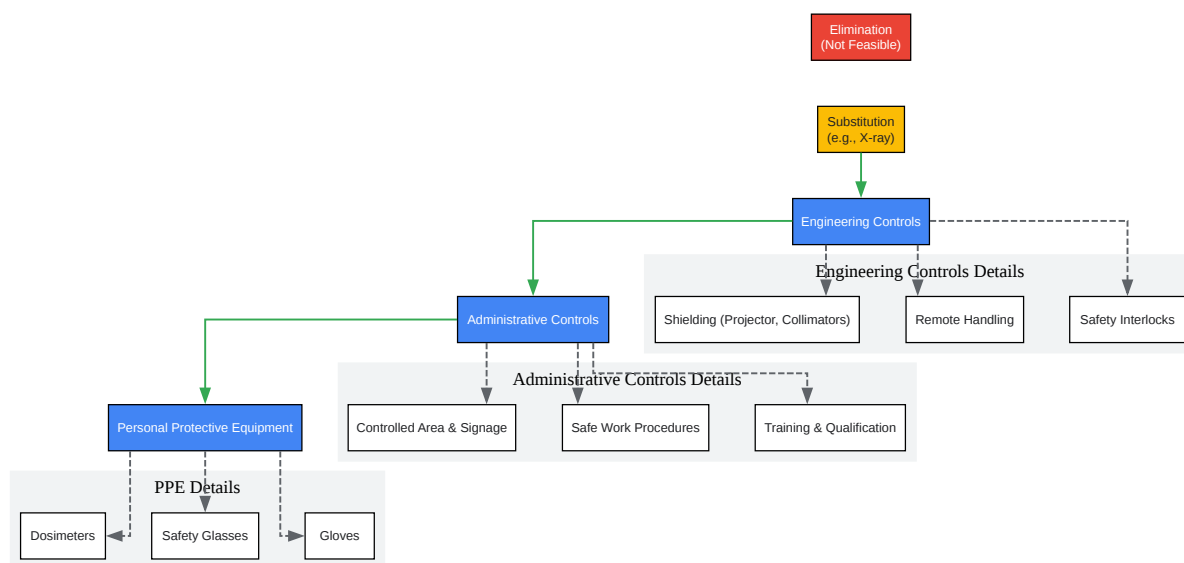 Elimination
(Not Feasible)
Substitution
(e.g., X-ray)
Engineering Controls
Engineering Controls Details
Shielding (Projector, Collimators)
Remote Handling
Safety Interlocks
Administrative Controls
Administrative Controls Details
Controlled Area & Signage
Safe Work Procedures
Training & Qualification
Personal Protective Equipment
PPE Details
Dosimeters
Safety Glasses
Gloves